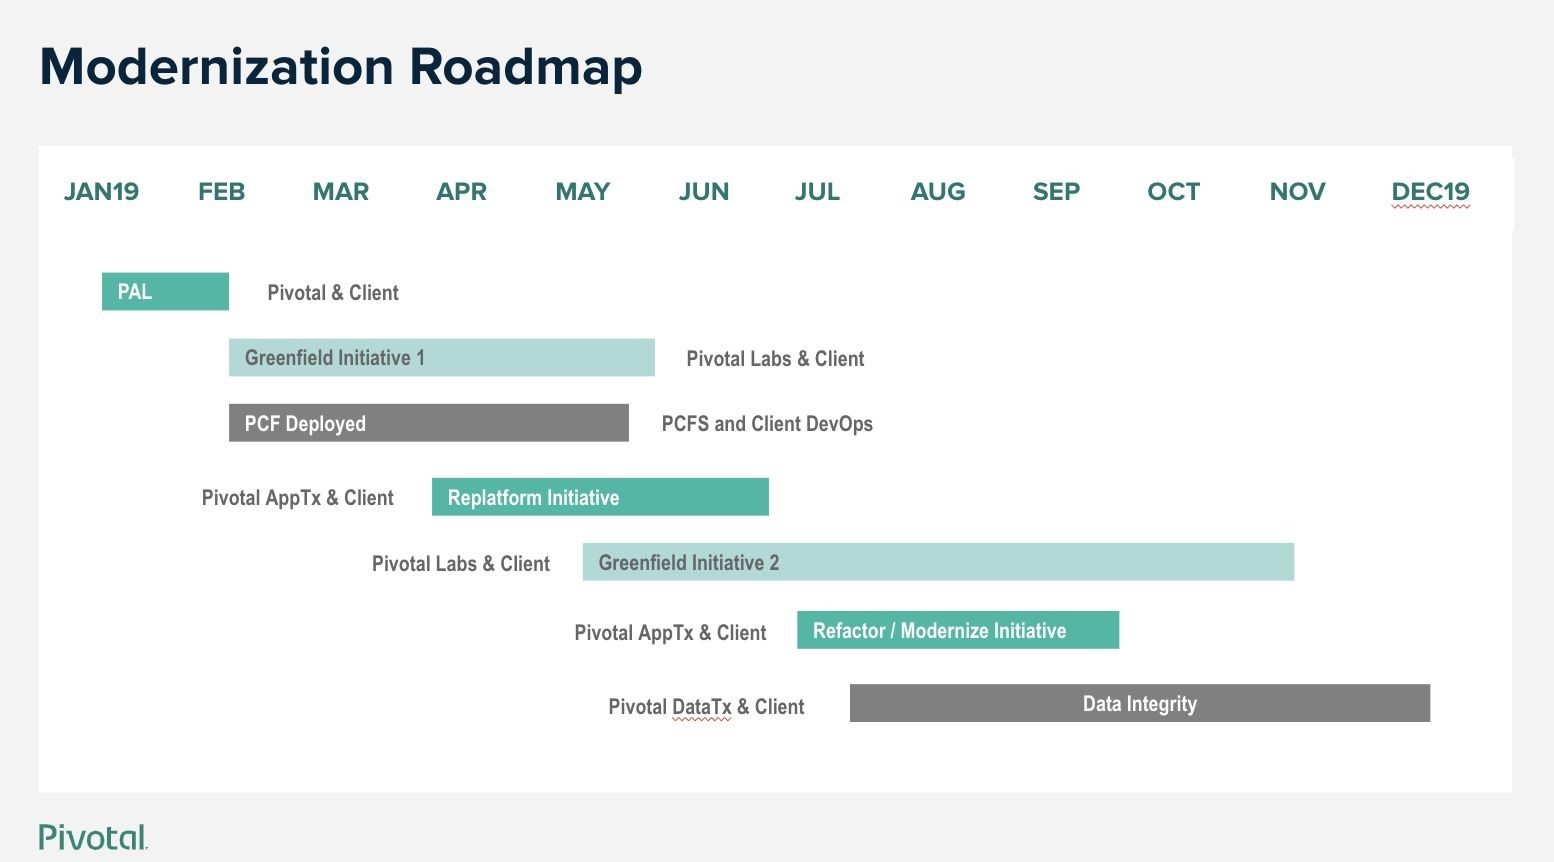 Modernization Roadmap
JAN19 FEB MAR APR MAY JUN JUL AUG SEP OCT NOV DEC19
PAL Pivotal & Client
Greenfield Initiative 1 Pivotal Labs & Client
PCF Deployed PCFS and Client DevOps
Pivotal AppTx & Client Replatform Initiative
Pivotal Labs & Client Greenfield Initiative 2
Pivotal AppTx & Client Refactor / Modernize Initiative
Pivotal DataTx & Client Data Integrity
Pivotal